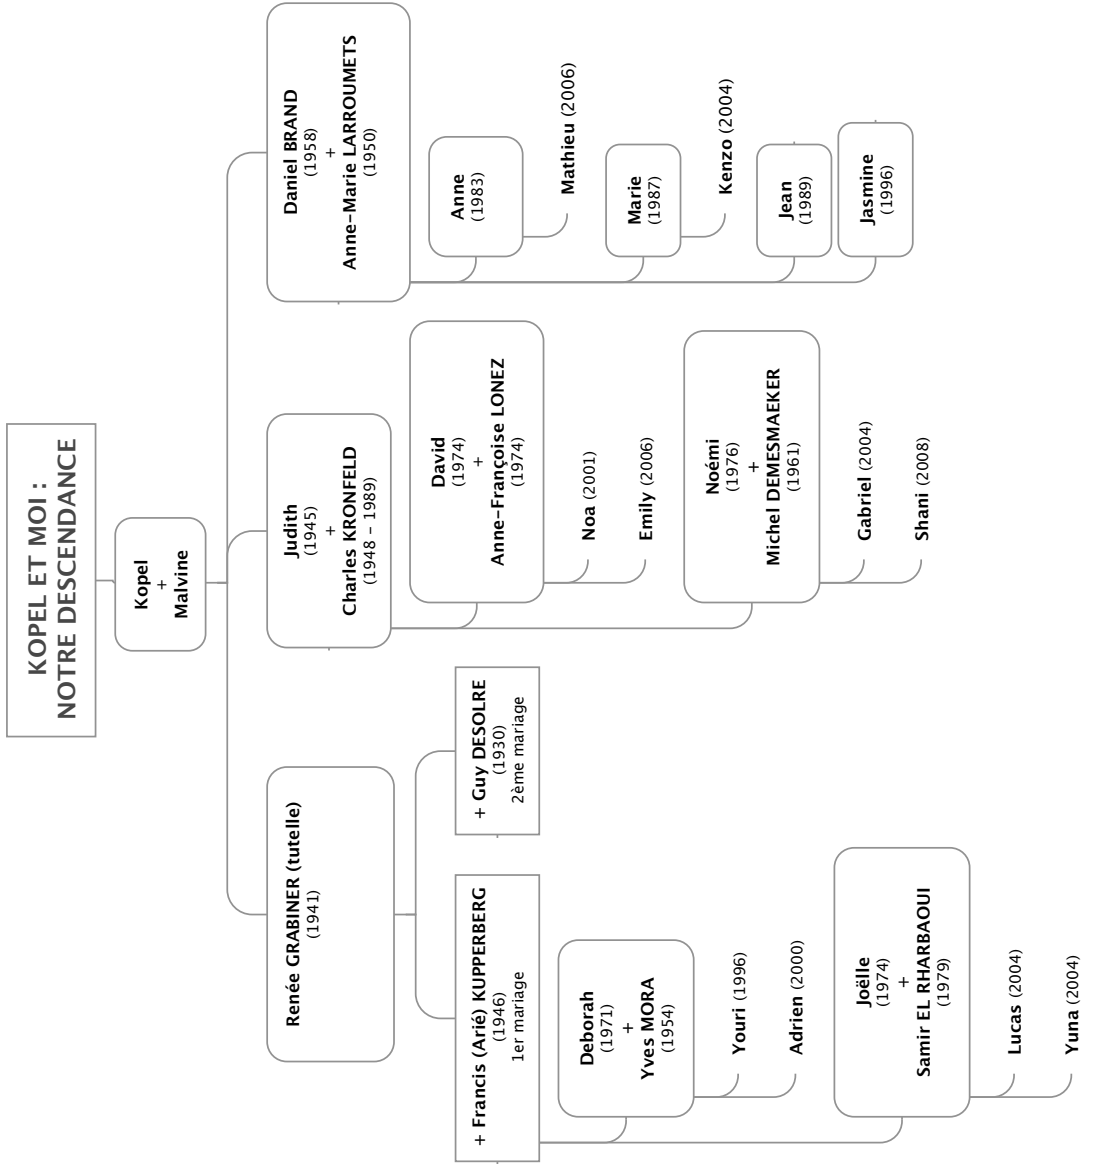 KOPEL ET MOI :
NOTRE DESCENDANCE
Kopel
+
Malvine
Renée GRABINER (tutelle)
(1941)
+ Francis (Arié) KUPPERBERG
(1946)
1er mariage
Deborah
(1971)
+
Yves MORA
(1954)
Youri (1996)
Adrien (2000)
Joëlle
(1974)
+
Samir EL RHARBAOUI
(1979)
Lucas (2004)
Yuna (2004)
+ Guy DESOLRE
(1930)
2ème mariage
Judith
(1945)
+
Charles KRONFELD
(1948 – 1989)
David
(1974)
+
Anne-Françoise LONEZ
(1974)
Noa (2001)
Emily (2006)
Noémi
(1976)
+
Michel DEMESMAEKER
(1961)
Gabriel (2004)
Shani (2008)
Daniel BRAND
(1958)
+
Anne-Marie LARROUMETS
(1950)
Anne
(1983)
Mathieu (2006)
Marie
(1987)
Kenzo (2004)
Jean
(1989)
Jasmine
(1996)